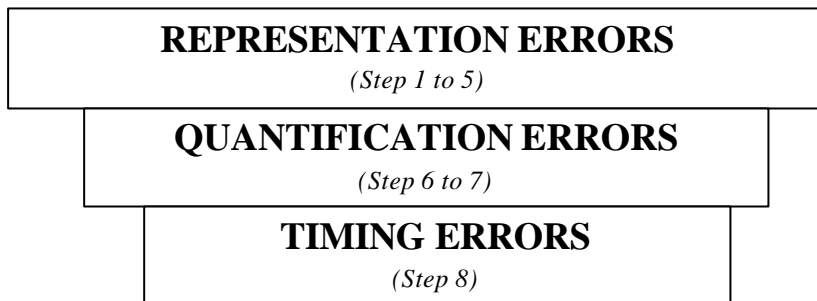 REPRESENTATION ERRORS
(Step 1 to 5)
QUANTIFICATION ERRORS
(Step 6 to 7)
TIMING ERRORS
(Step 8)